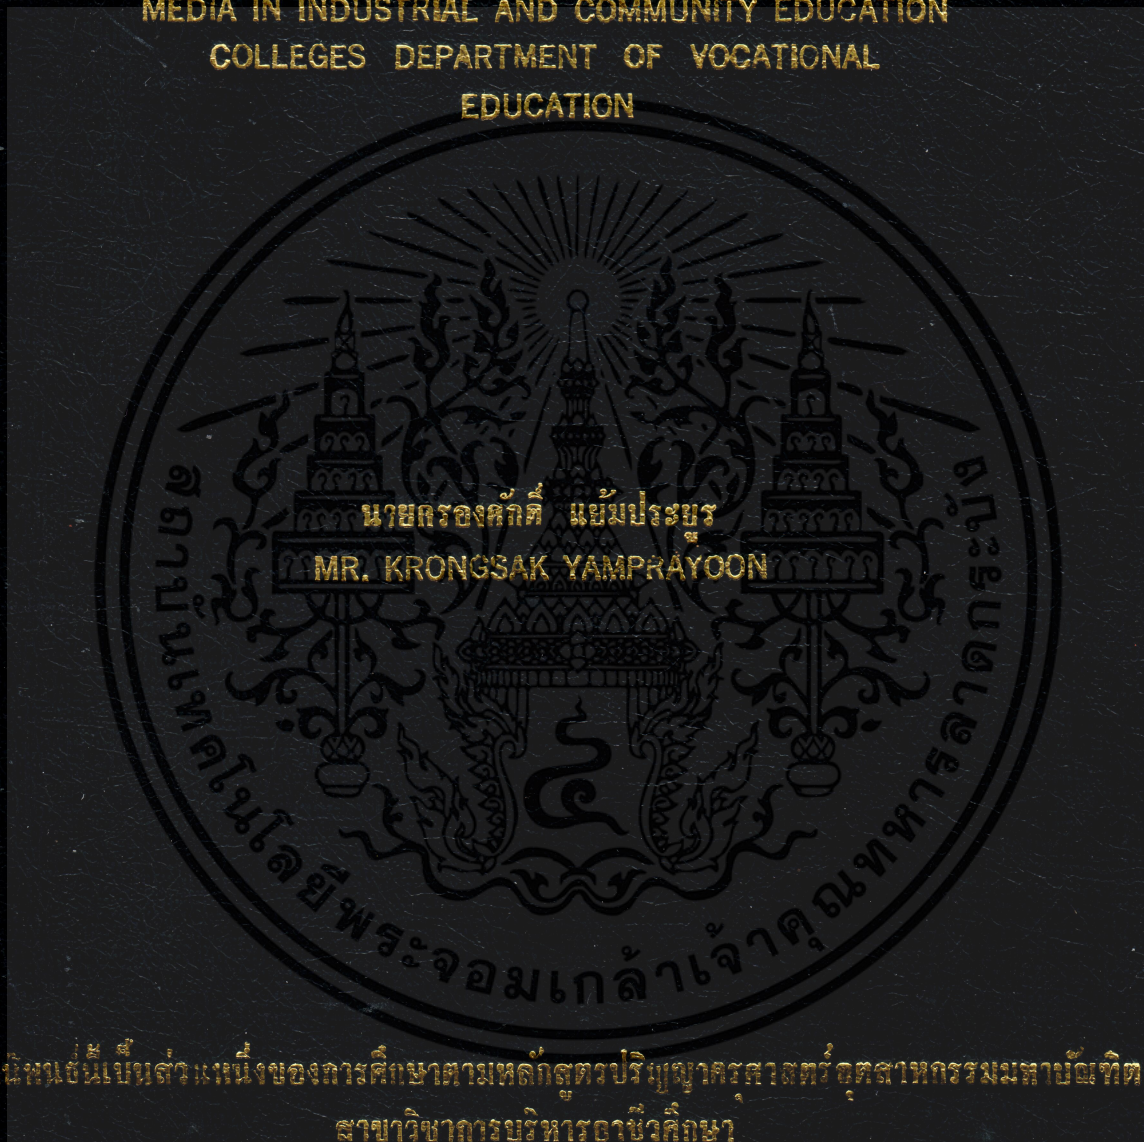 MEDIA IN INDUSTRIAL AND COMMUNITY EDUCATION
COLLEGES DEPARTMENT OF VOCATIONAL
EDUCATION
นายกรองศักดิ์ แย้มประยูร
MR. KRONGSAK YAMPRAYOON
สถาบันเทคโนโลยีพระจอมเกล้าเจ้าคุณทหารลาดกระบัง
นิพนธ์นี้เป็นส่วนหนึ่งของการศึกษาตามหลักสูตรปริญญาครุศาสตร์อุตสาหกรรมมหาบัณฑิต
สาขาวิชาการบริหารอาชีวศึกษา